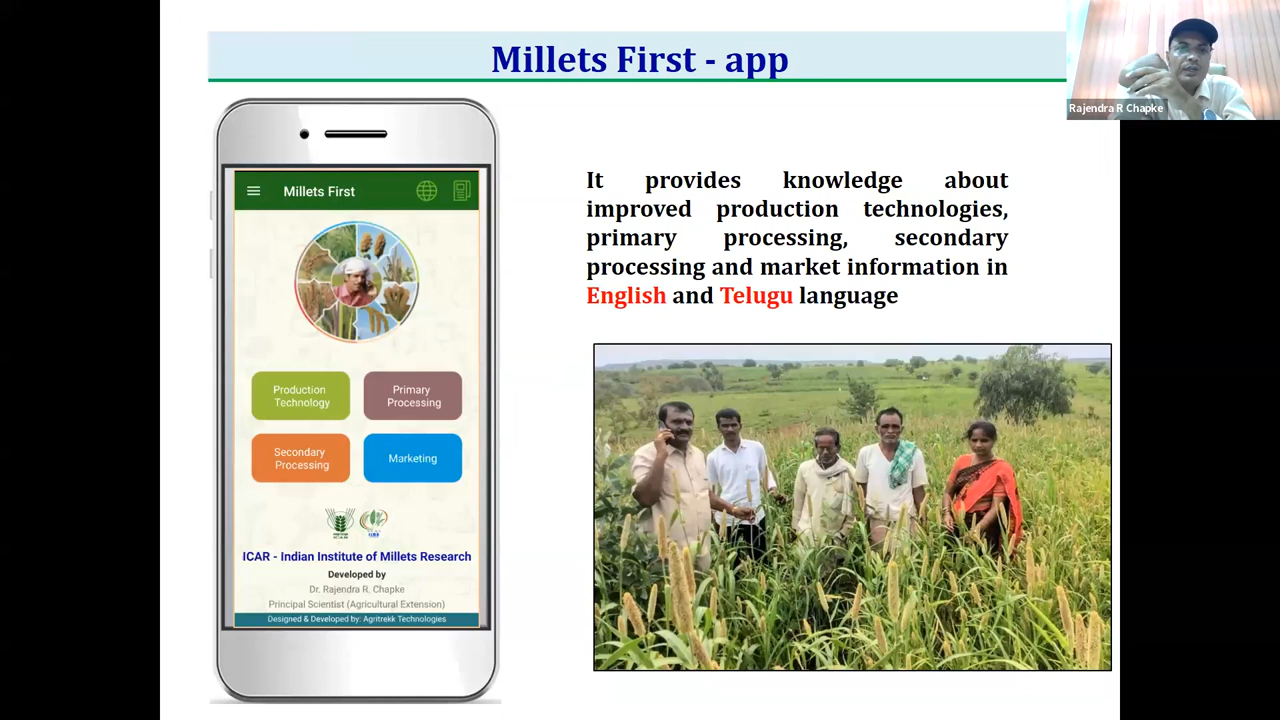 Millets First - app
Rajendra R Chapke
Millets First
Production
Technology
Primary
Processing
Secondary
Processing
Marketing
ICAR - Indian Institute of Millets Research
Developed by
Dr. Rajendra R. Chapke
Principal Scientist (Agricultural Extension)
Designed & Developed by: Agritrekk Technologies
It provides knowledge about
improved production technologies,
primary processing, secondary
processing and market information in
English and Telugu language